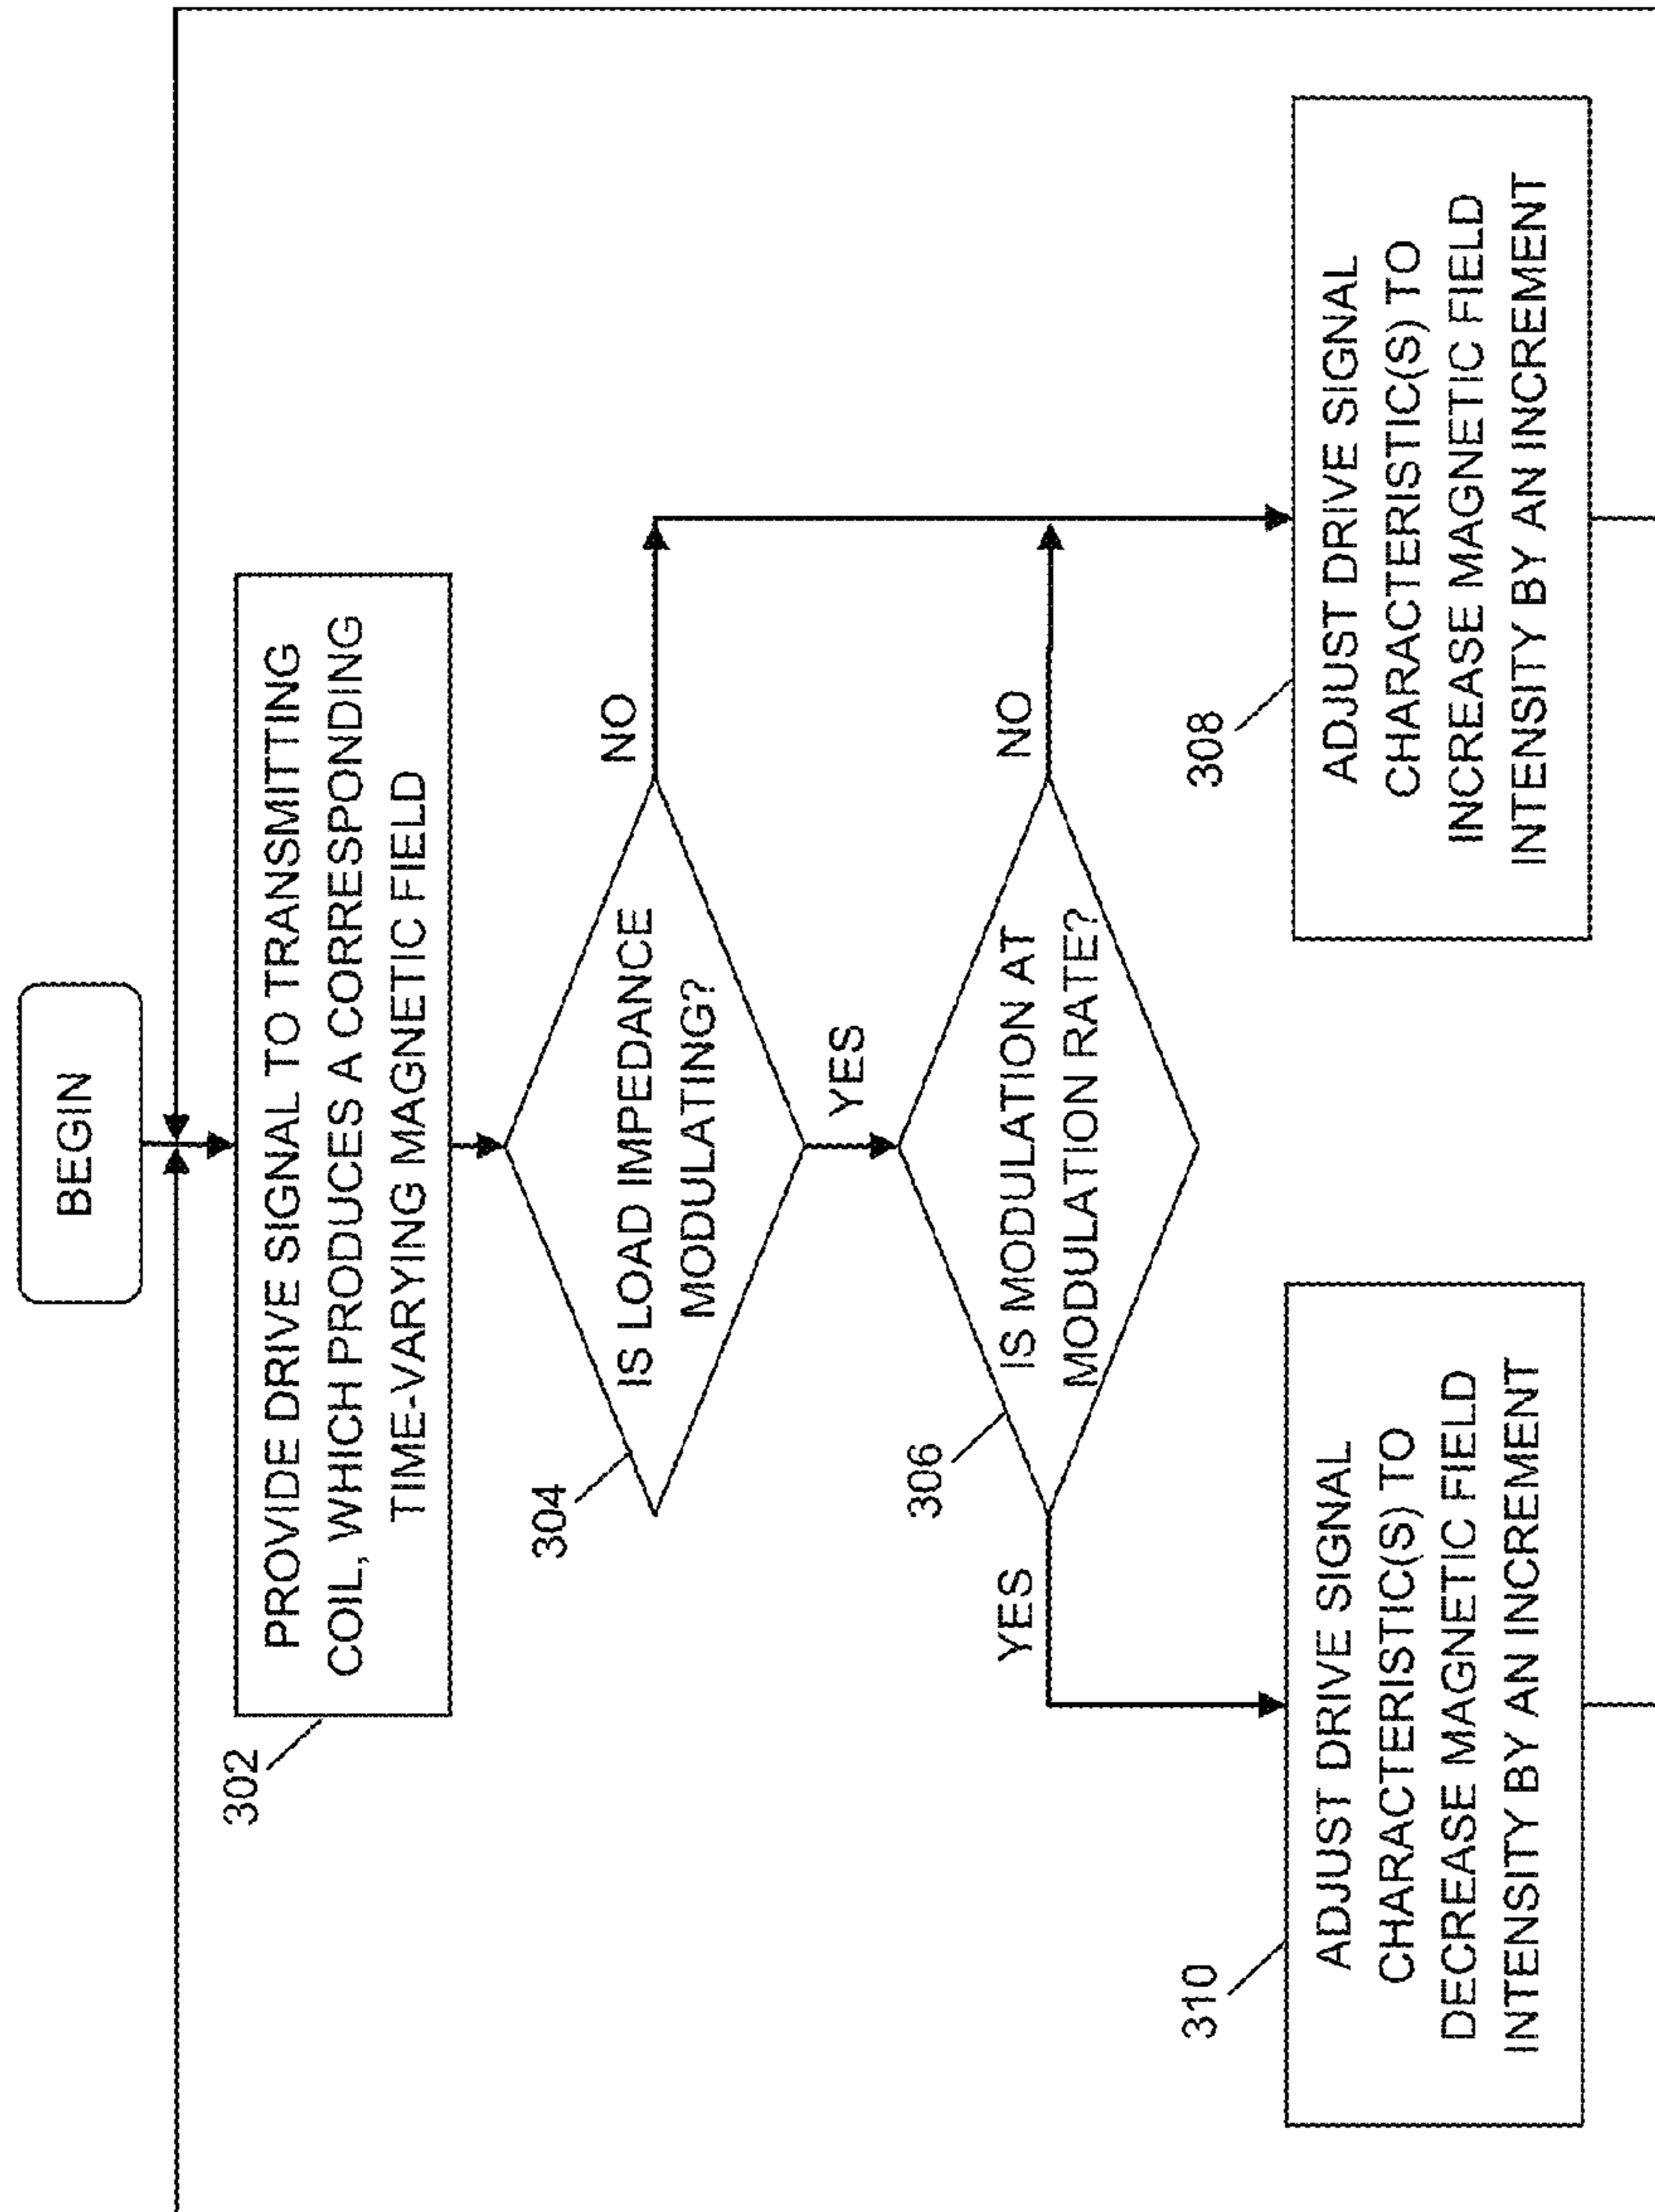 BEGIN
302
PROVIDE DRIVE SIGNAL TO TRANSMITTING
COIL, WHICH PRODUCES A CORRESPONDING
TIME-VARYING MAGNETIC FIELD
304
IS LOAD IMPEDANCE
MODULATING?
NO
YES
306
IS MODULATION AT
MODULATION RATE?
YES
NO
310
ADJUST DRIVE SIGNAL
CHARACTERISTIC(S) TO
DECREASE MAGNETIC FIELD
INTENSITY BY AN INCREMENT
308
ADJUST DRIVE SIGNAL
CHARACTERISTIC(S) TO
INCREASE MAGNETIC FIELD
INTENSITY BY AN INCREMENT